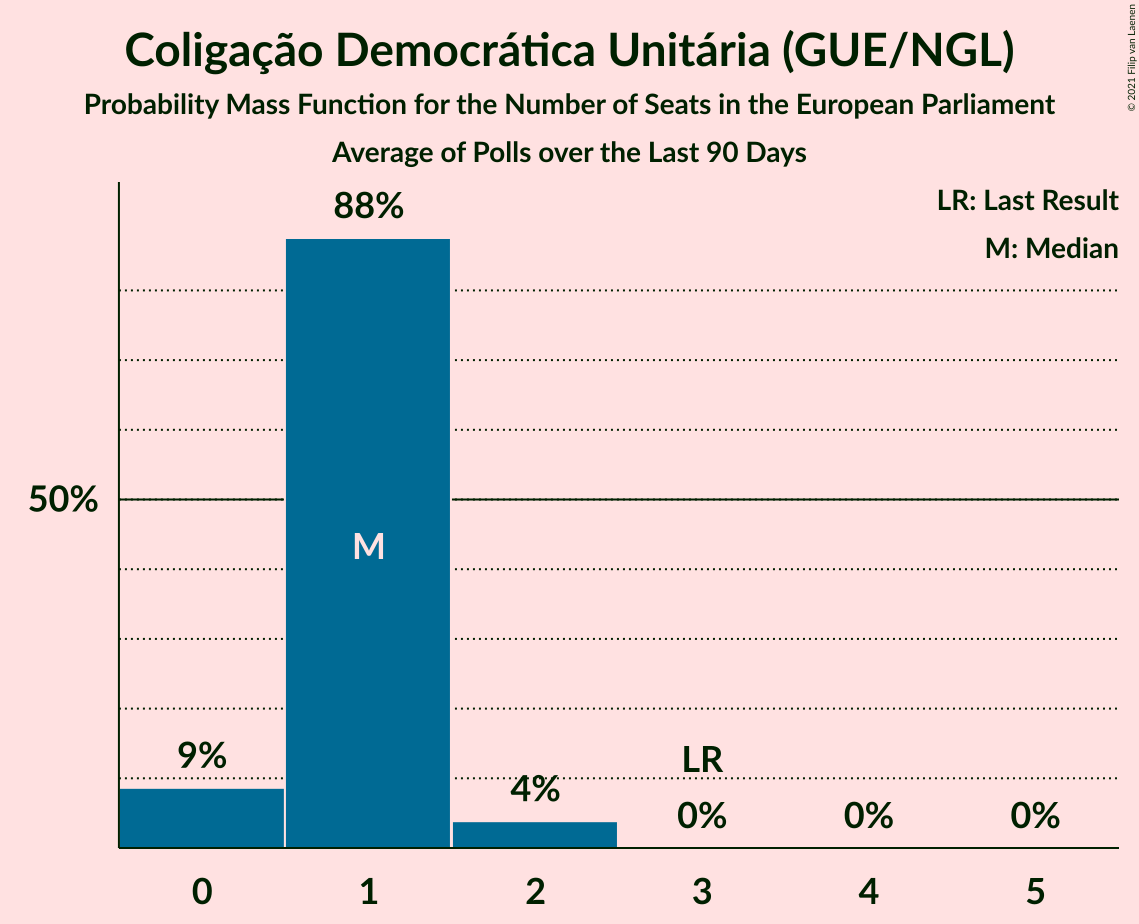 Coligação Democrática Unitária (GUE/NGL)
Probability Mass Function for the Number of Seats in the European Parliament
Average of Polls over the Last 90 Days
© 2021 Filip van Laenen
LR: Last Result
M: Median
88%
50%
M
9%
4%
LR
0%
0%
0%
0 1 2 3 4 5